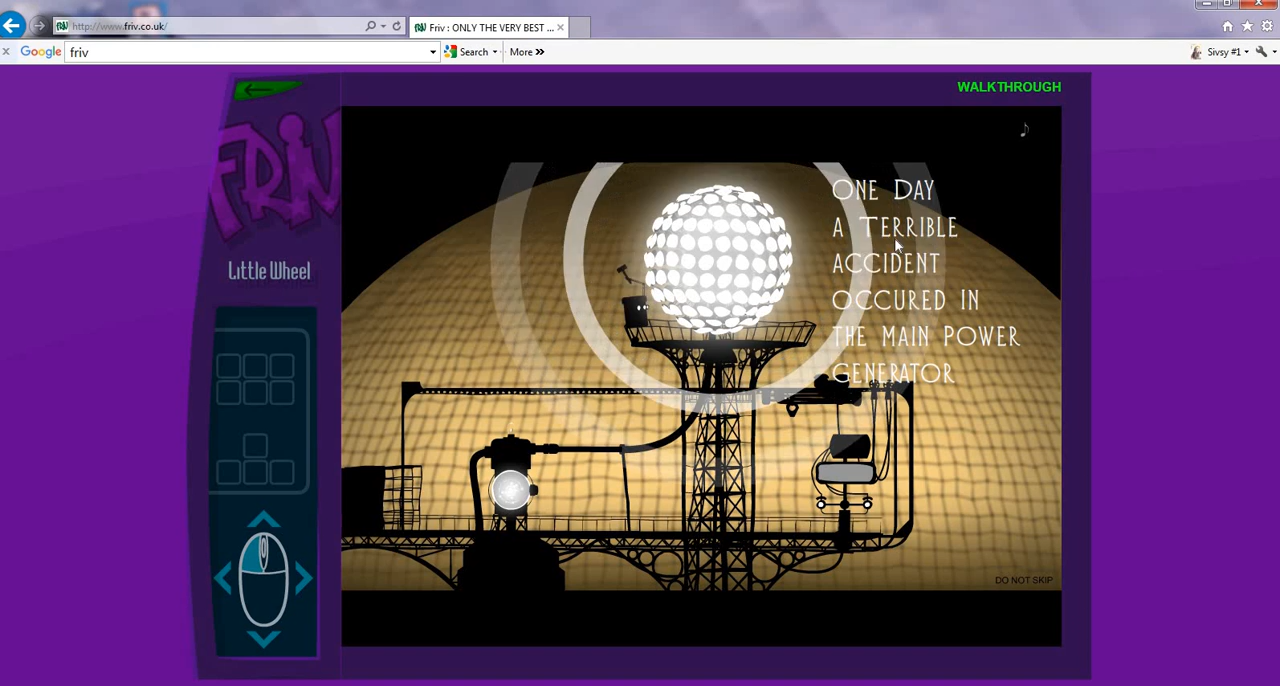 http://www.friv.co.uk/
Friv : ONLY THE VERY BEST ...
Google friv Search More »
Sivsy #1
WALKTHROUGH
FRIV
Little Wheel
One Day
a Terrible
accident
occured in
the main power
generator
DO NOT SKIP